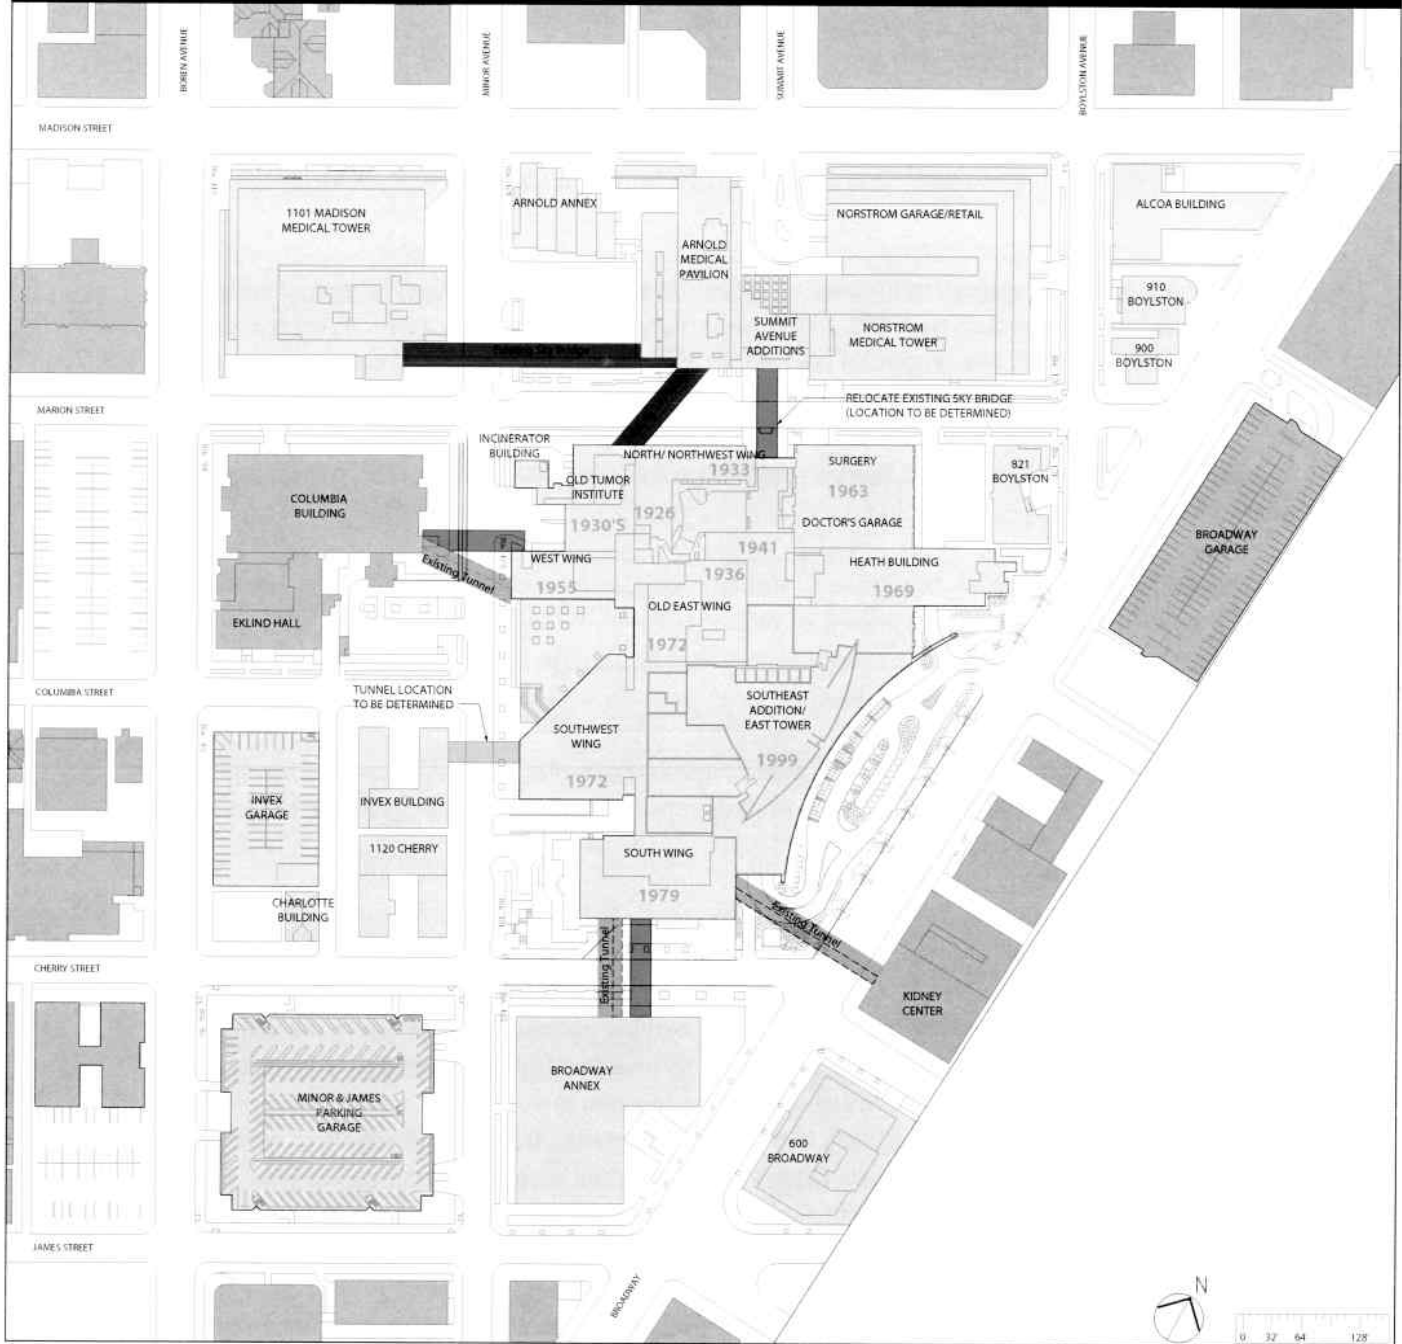 BOREN AVENUE
MINOR AVENUE
SUMMIT AVENUE
BOYLSTON AVENUE
MADISON STREET
1101 MADISON
MEDICAL TOWER
ARNOLD ANNEX
ARNOLD
MEDICAL
PAVILION
NORSTROM GARAGE/RETAIL
ALCOA BUILDING
910
BOYLSTON
SUMMIT
AVENUE
ADDITIONS
NORSTROM
MEDICAL TOWER
900
BOYLSTON
Existing Sky Bridge
MARION STREET
RELOCATE EXISTING SKY BRIDGE
(LOCATION TO BE DETERMINED)
INCINERATOR
BUILDING
NORTH/ NORTHWEST WING
1933
OLD TUMOR
INSTITUTE
SURGERY
1963
DOCTOR'S GARAGE
821
BOYLSTON
COLUMBIA
BUILDING
1930'S
1926
1941
BROADWAY
GARAGE
Existing Tunnel
WEST WING
1955
1936
HEATH BUILDING
1969
EKLIND HALL
OLD EAST WING
1972
COLUMBIA STREET
TUNNEL LOCATION
TO BE DETERMINED
SOUTHEAST
ADDITION/
EAST TOWER
1999
SOUTHWEST
WING
1972
INVEX
GARAGE
INVEX BUILDING
1120 CHERRY
SOUTH WING
1979
CHARLOTTE
BUILDING
Existing Tunnel
Existing Tunnel
CHERRY STREET
KIDNEY
CENTER
BROADWAY
ANNEX
MINOR & JAMES
PARKING
GARAGE
600
BROADWAY
JAMES STREET
BROADWAY
N
0 32 64 128